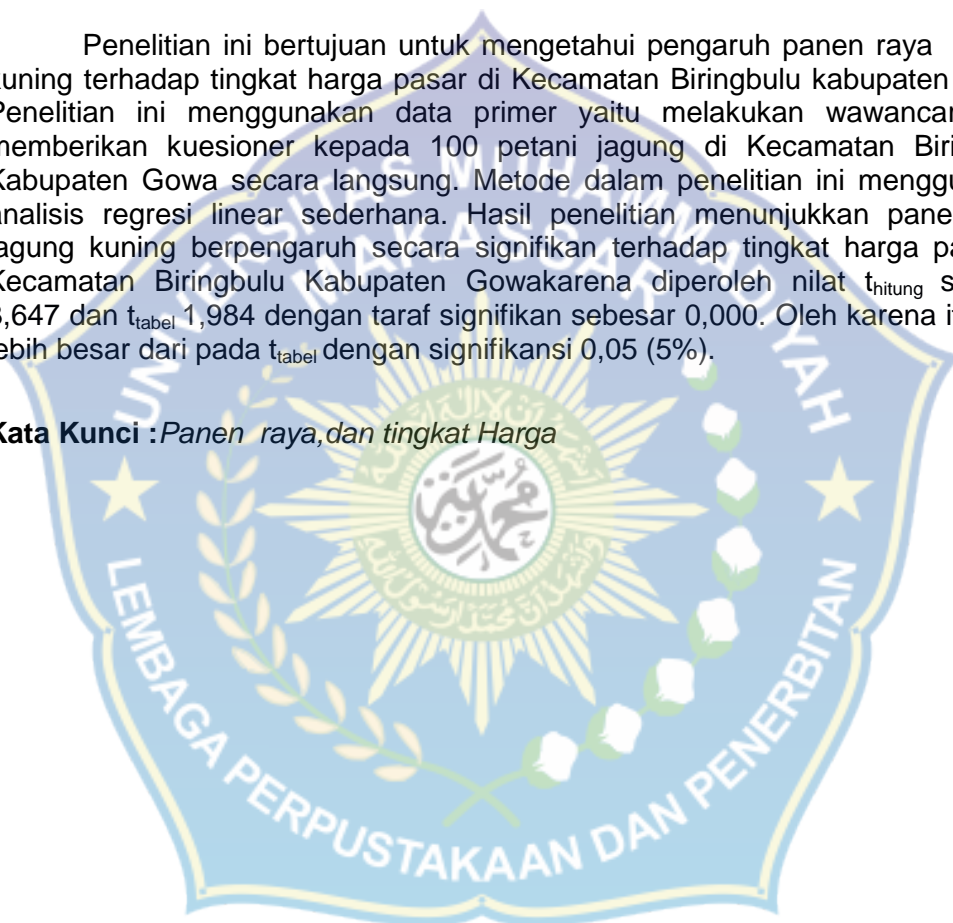 Penelitian ini bertujuan untuk mengetahui pengaruh panen raya
kuning terhadap tingkat harga pasar di Kecamatan Biringbulu kabupaten
Penelitian ini menggunakan data primer yaitu melakukan wawancar
memberikan kuesioner kepada 100 petani jagung di Kecamatan Biri
Kabupaten Gowa secara langsung. Metode dalam penelitian ini menggu
analisis regresi linear sederhana. Hasil penelitian menunjukkan pane
jagung kuning berpengaruh secara signifikan terhadap tingkat harga pa
Kecamatan Biringbulu Kabupaten Gowakarena diperoleh nilat thitung s
3,647 dan ttabel 1,984 dengan taraf signifikan sebesar 0,000. Oleh karena it
lebih besar dari pada ttabel dengan signifikansi 0,05 (5%).
Kata Kunci :Panen raya,dan tingkat Harga
UNIVERSITAS MUHAMMADIYAH
MAKASSAR
LEMBAGA PERPUSTAKAAN DAN PENERBITAN
محمد